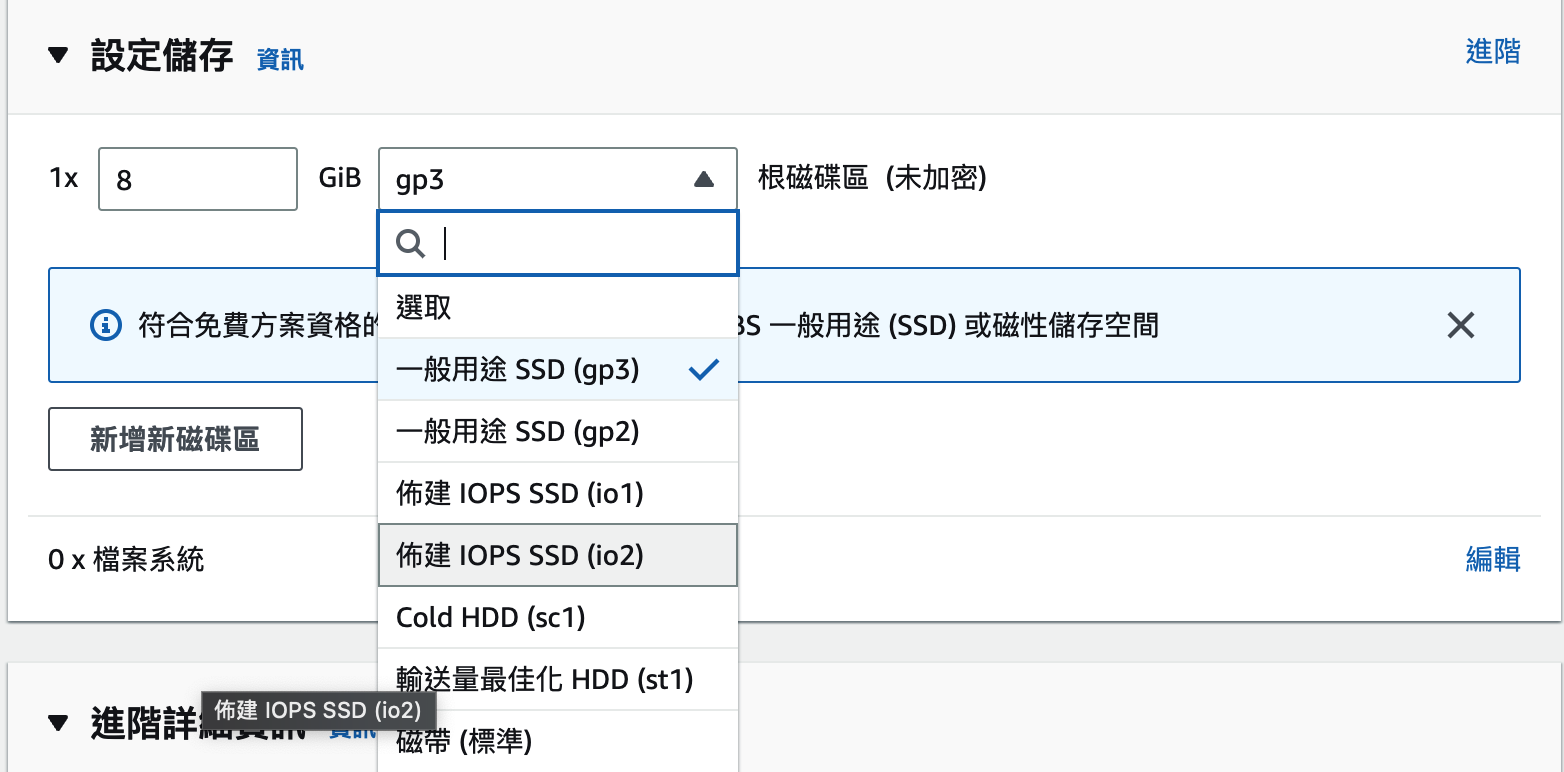 設定儲存 資訊
進階
1x 8 GiB gp3 根磁碟區 (未加密)
選取
符合免費方案資格的
BS 一般用途 (SSD) 或磁性儲存空間
一般用途 SSD (gp3)
一般用途 SSD (gp2)
新增新磁碟區
佈建 IOPS SSD (io1)
佈建 IOPS SSD (io2)
0 x 檔案系統
編輯
Cold HDD (sc1)
輸送量最佳化 HDD (st1)
佈建 IOPS SSD (io2)
進階詳細資訊 資訊
磁帶 (標準)